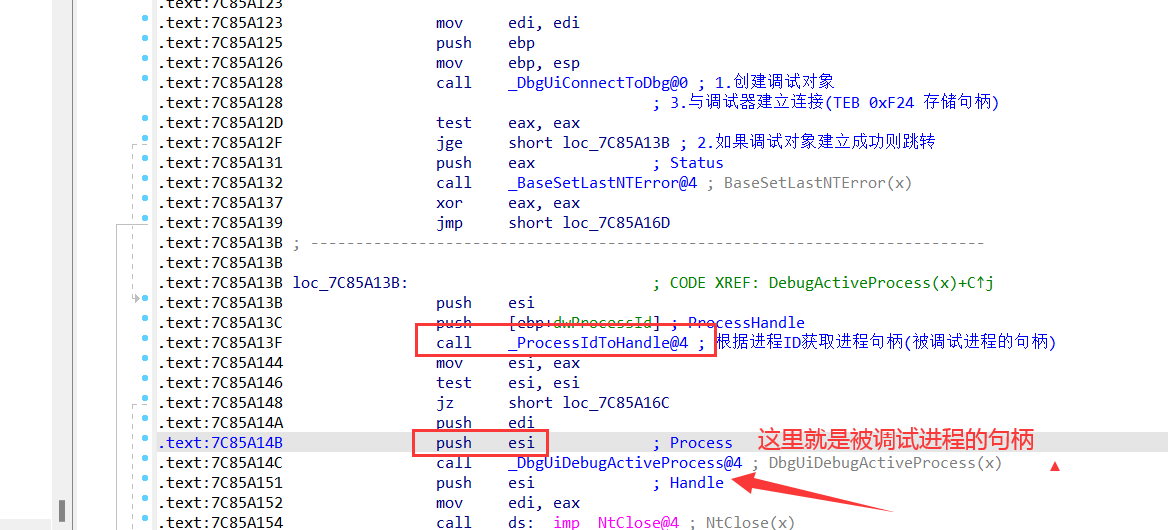 .text:7C85A123
.text:7C85A123 mov edi, edi
.text:7C85A125 push ebp
.text:7C85A126 mov ebp, esp
.text:7C85A128 call _DbgUiConnectToDbg@0 ; 1.创建调试对象
.text:7C85A128 ; 3.与调试器建立连接(TEB 0xF24 存储句柄)
.text:7C85A12D test eax, eax
.text:7C85A12F jge short loc_7C85A13B ; 2.如果调试对象建立成功则跳转
.text:7C85A131 push eax ; Status
.text:7C85A132 call _BaseSetLastNTError@4 ; BaseSetLastNTError(x)
.text:7C85A137 xor eax, eax
.text:7C85A139 jmp short loc_7C85A16D
.text:7C85A13B ; ---------------------------------------------------------------------------
.text:7C85A13B
.text:7C85A13B loc_7C85A13B: ; CODE XREF: DebugActiveProcess(x)+C↑j
.text:7C85A13B push esi
.text:7C85A13C push [ebp+dwProcessId] ; ProcessHandle
.text:7C85A13F call _ProcessIdToHandle@4 ; 根据进程ID获取进程句柄(被调试进程的句柄)
.text:7C85A144 mov esi, eax
.text:7C85A146 test esi, esi
.text:7C85A148 jz short loc_7C85A16C
.text:7C85A14A push edi
.text:7C85A14B push esi ; Process 这里就是被调试进程的句柄
.text:7C85A14C call _DbgUiDebugActiveProcess@4 ; DbgUiDebugActiveProcess(x)
.text:7C85A151 push esi ; Handle
.text:7C85A152 mov edi, eax
.text:7C85A154 call ds:__imp__NtClose@4 ; NtClose(x)